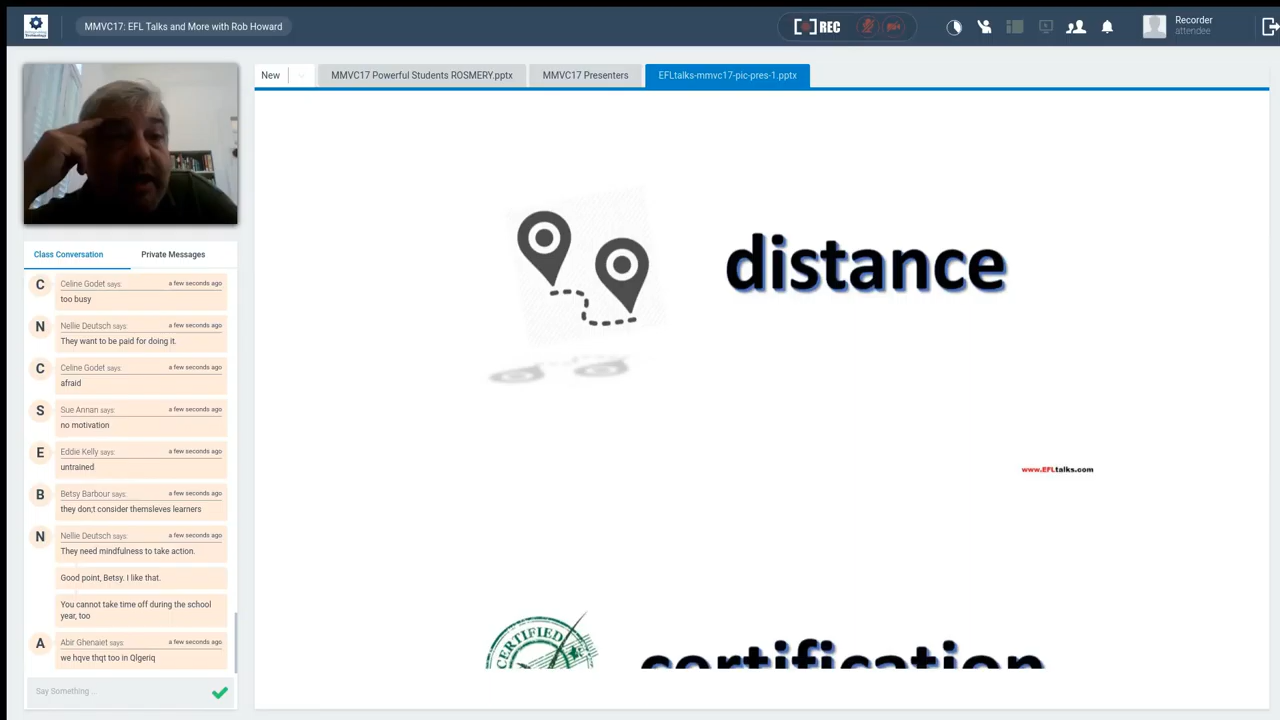 MMVC17: EFL Talks and More with Rob Howard
REC
Recorder
attendee
New
MMVC17 Powerful Students ROSMERY.pptx
MMVC17 Presenters
EFLtalks-mmvc17-pic-pres-1.pptx
Class Conversation
Private Messages
C
Celine Godet says:
a few seconds ago
too busy
N
Nellie Deutsch says:
a few seconds ago
They want to be paid for doing it.
C
Celine Godet says:
a few seconds ago
afraid
S
Sue Annan says:
a few seconds ago
no motivation
E
Eddie Kelly says:
a few seconds ago
untrained
B
Betsy Barbour says:
a few seconds ago
they don;t consider themsleves learners
N
Nellie Deutsch says:
a few seconds ago
They need mindfulness to take action.
Good point, Betsy. I like that.
You cannot take time off during the school
year, too
A
Abir Ghenaiet says:
a few seconds ago
we hqve thqt too in Qlgeriq
Say Something ...
distance
www.EFLtalks.com
CERTIFIED
certification